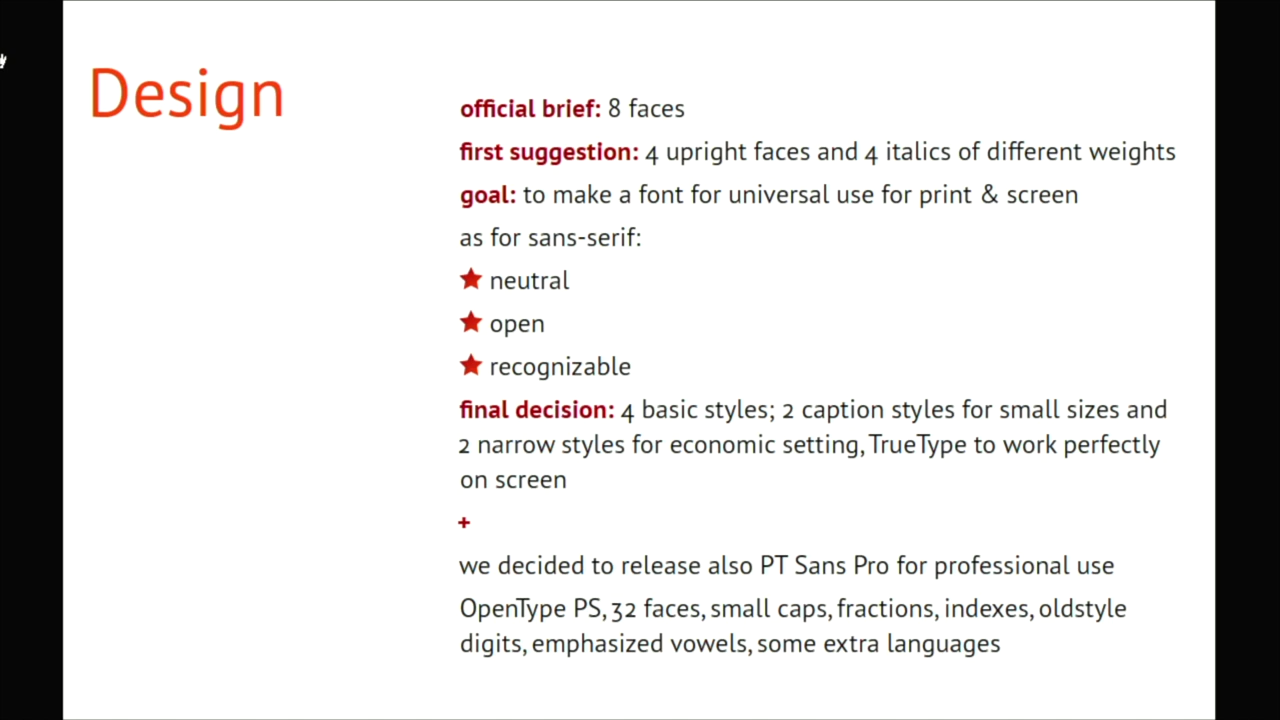 Design
official brief: 8 faces
first suggestion: 4 upright faces and 4 italics of different weights
goal: to make a font for universal use for print & screen
as for sans-serif:
★ neutral
★ open
★ recognizable
final decision: 4 basic styles; 2 caption styles for small sizes and
2 narrow styles for economic setting, TrueType to work perfectly
on screen
+
we decided to release also PT Sans Pro for professional use
OpenType PS, 32 faces, small caps, fractions, indexes, oldstyle
digits, emphasized vowels, some extra languages